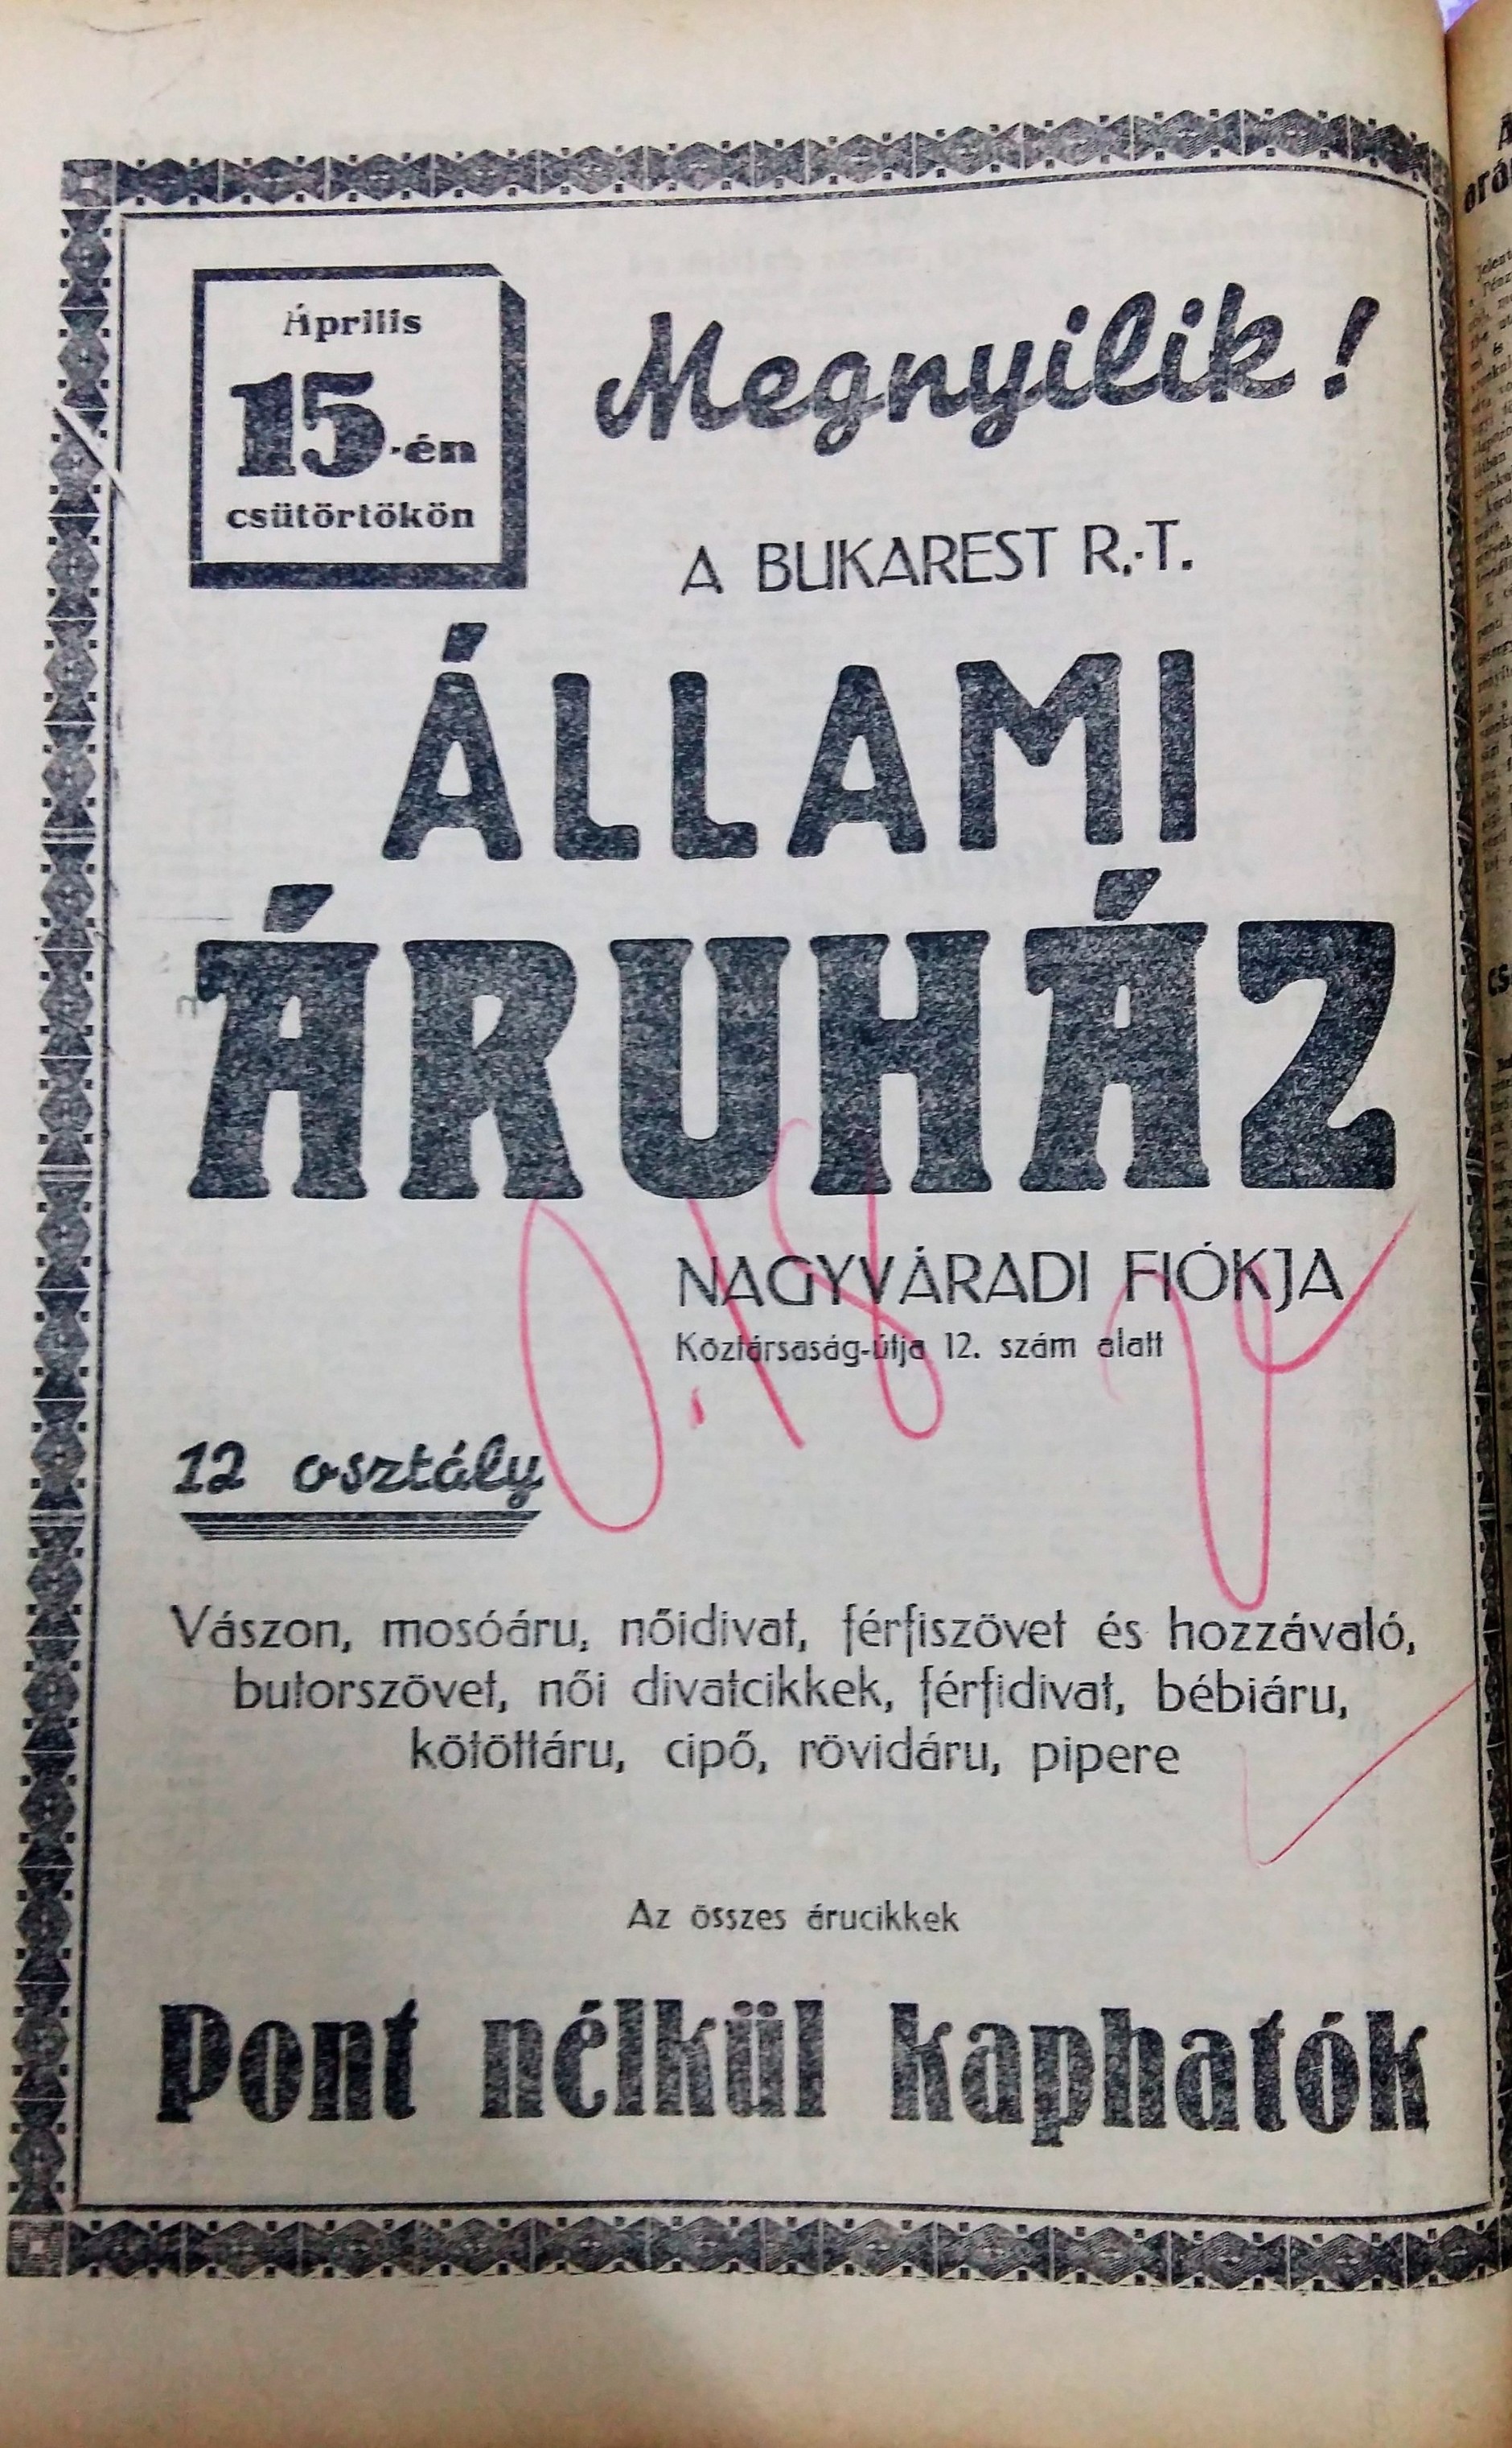 Április
15-én
csütörtökön
Megnyilik!
A BUKAREST R.-T.
ÁLLAMI
ÁRUHÁZ
NAGYVÁRADI FIÓKJA
Köztársaság-útja 12. szám alatt
12 osztály
Vászon, mosóáru, nőidivat, férfiszövet és hozzávaló,
butorszövet, női divatcikkek, férfidivat, bébiáru,
kötöttáru, cipő, rövidáru, pipere
Az összes árucikkek
Pont nélkül kaphatók